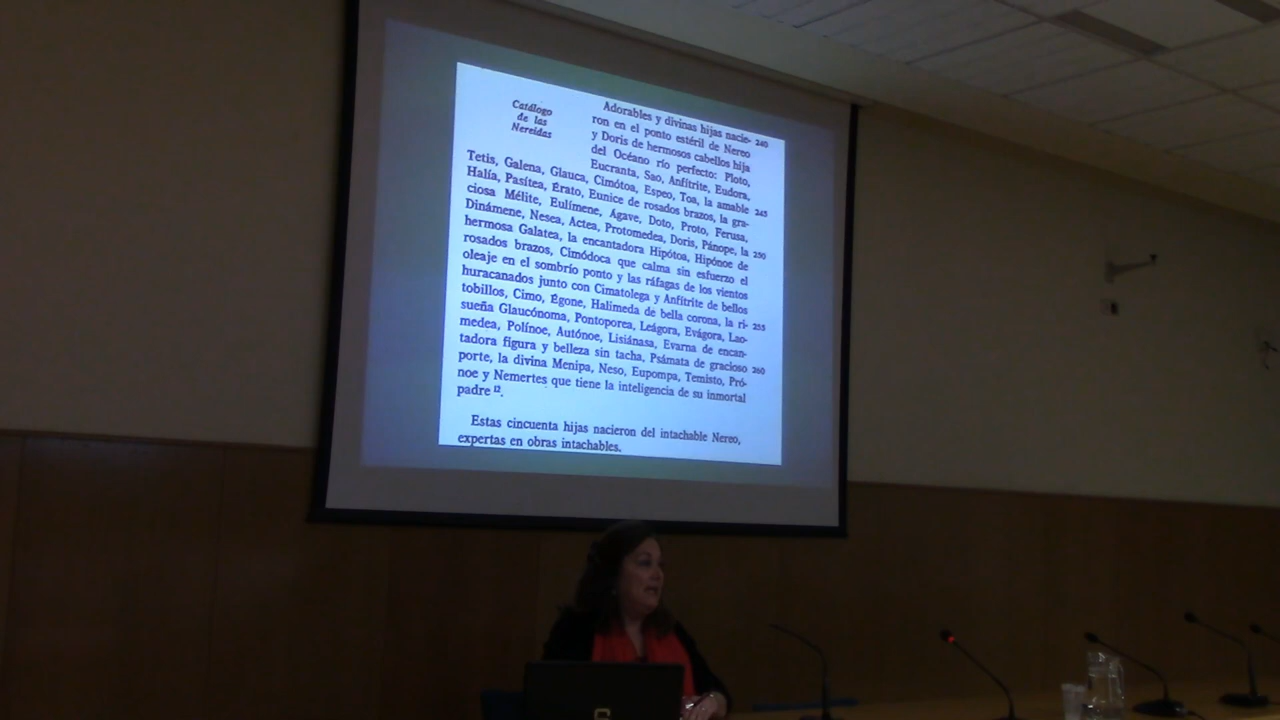 Catálogo
de las
Nereidas
Adorables y divinas hijas nacie- 240
ron en el ponto estéril de Nereo
y Doris de hermosos cabellos hija
del Océano río perfecto: Ploto,
Eucranta, Sao, Anfítrite, Eudora,
Tetis, Galena, Glauca, Cimótoa, Espeo, Toa, la amable 245
Halía, Pasítea, Érato, Eunice de rosados brazos, la gra-
ciosa Mélite, Eulímene, Agave, Doto, Proto, Ferusa,
Dinámene, Nesea, Actea, Protomedea, Doris, Pánope, la 250
hermosa Galatea, la encantadora Hipótoa, Hipónoe de
rosados brazos, Cimódoca que calma sin esfuerzo el
oleaje en el sombrío ponto y las ráfagas de los vientos
huracanados junto con Cimatolega y Anfítrite de bellos
tobillos, Cimo, Égone, Halimeda de bella corona, la ri- 255
sueña Glaucónoma, Pontoporea, Leágora, Evágora, Lao-
medea, Polínoe, Autónoe, Lisiánasa, Evarna de encan-
tadora figura y belleza sin tacha, Psámata de gracioso 260
porte, la divina Menipa, Neso, Eupompa, Temisto, Pró-
noe y Nemertes que tiene la inteligencia de su inmortal
padre 12.
Estas cincuenta hijas nacieron del intachable Nereo,
expertas en obras intachables.